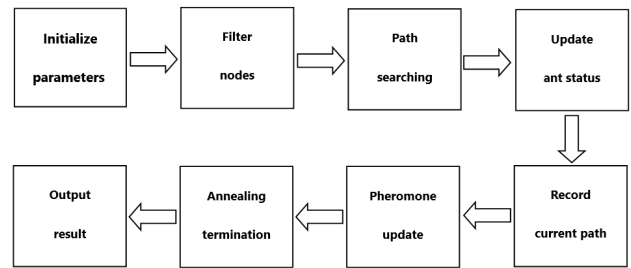 Initialize
parameters
Filter
nodes
Path
searching
Update
ant status
Record
current path
Pheromone
update
Annealing
termination
Output
result